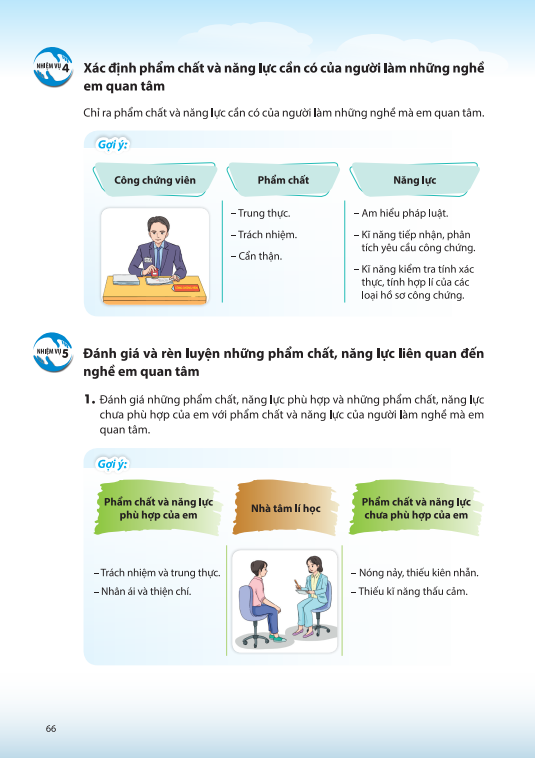 NHIỆM VỤ 4
Xác định phẩm chất và năng lực cần có của người làm những nghề
em quan tâm
Chỉ ra phẩm chất và năng lực cần có của người làm những nghề mà em quan tâm.
Gợi ý:
Công chứng viên
Phẩm chất
Năng lực
– Trung thực.
– Trách nhiệm.
– Cẩn thận.
– Am hiểu pháp luật.
– Kĩ năng tiếp nhận, phân
tích yêu cầu công chứng.
– Kĩ năng kiểm tra tính xác
thực, tính hợp lí của các
loại hồ sơ công chứng.
NHIỆM VỤ 5
Đánh giá và rèn luyện những phẩm chất, năng lực liên quan đến
nghề em quan tâm
1. Đánh giá những phẩm chất, năng lực phù hợp và những phẩm chất, năng lực
chưa phù hợp của em với phẩm chất và năng lực của người làm nghề mà em
quan tâm.
Gợi ý:
Phẩm chất và năng lực
phù hợp của em
Nhà tâm lí học
Phẩm chất và năng lực
chưa phù hợp của em
– Trách nhiệm và trung thực.
– Nhân ái và thiện chí.
– Nóng nảy, thiếu kiên nhẫn.
– Thiếu kĩ năng thấu cảm.
66